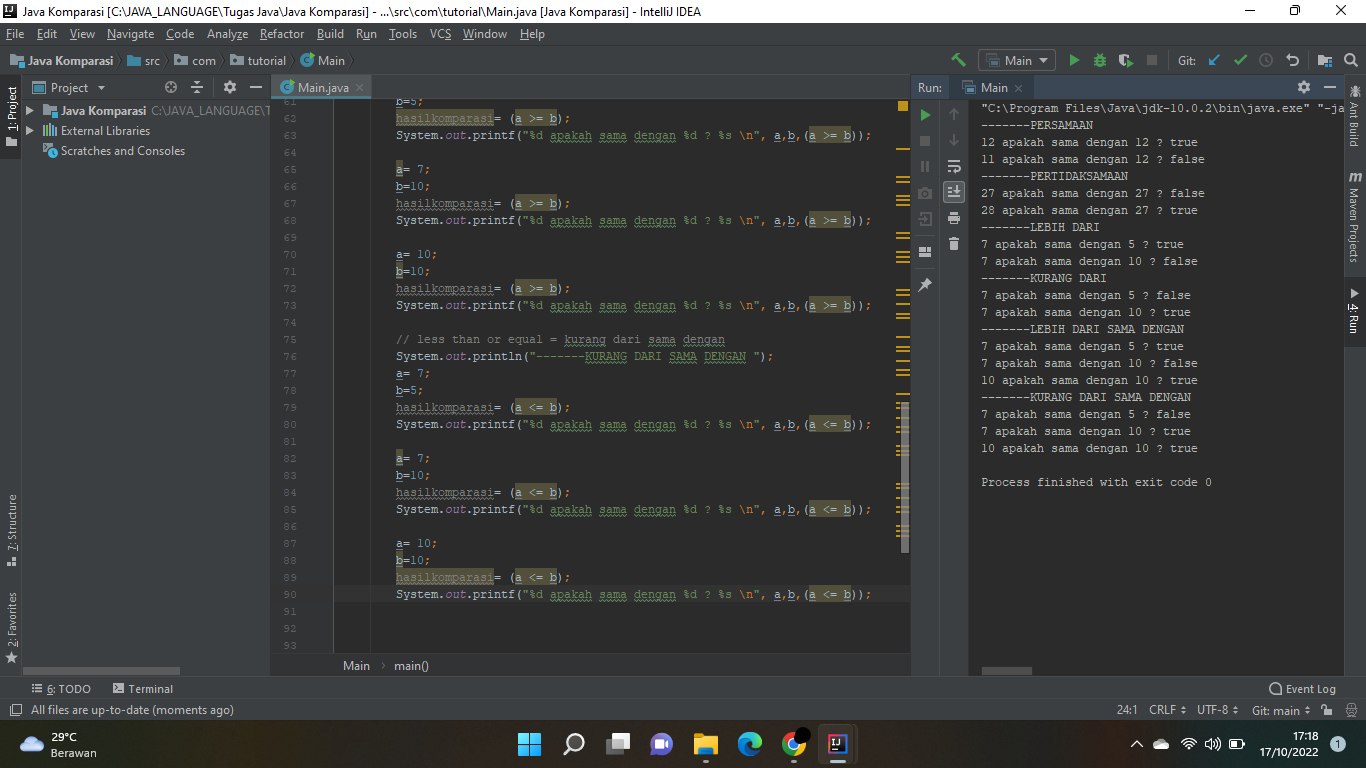 Java Komparasi [C:\JAVA_LANGUAGE\Tugas Java\Java Komparasi] - ...\src\com\tutorial\Main.java [Java Komparasi] - IntelliJ IDEA
File Edit View Navigate Code Analyze Refactor Build Run Tools VCS Window Help
Java Komparasi src com tutorial Main
Main Git:
1: Project
7: Structure
2: Favorites
Project
Java Komparasi C:\JAVA_LANGUAGE\T
External Libraries
Scratches and Consoles
Main.java
61 b=5;
62 hasilkomparasi= (a >= b);
63 System.out.printf("%d apakah sama dengan %d ? %s \n", a,b,(a >= b));
64
65 a= 7;
66 b=10;
67 hasilkomparasi= (a >= b);
68 System.out.printf("%d apakah sama dengan %d ? %s \n", a,b,(a >= b));
69
70 a= 10;
71 b=10;
72 hasilkomparasi= (a >= b);
73 System.out.printf("%d apakah sama dengan %d ? %s \n", a,b,(a >= b));
74
75 // less than or equal = kurang dari sama dengan
76 System.out.println("-------KURANG DARI SAMA DENGAN ");
77 a= 7;
78 b=5;
79 hasilkomparasi= (a <= b);
80 System.out.printf("%d apakah sama dengan %d ? %s \n", a,b,(a <= b));
81
82 a= 7;
83 b=10;
84 hasilkomparasi= (a <= b);
85 System.out.printf("%d apakah sama dengan %d ? %s \n", a,b,(a <= b));
86
87 a= 10;
88 b=10;
89 hasilkomparasi= (a <= b);
90 System.out.printf("%d apakah sama dengan %d ? %s \n", a,b,(a <= b));
91
92
93
Main main()
Run: Main
"C:\Program Files\Java\jdk-10.0.2\bin\java.exe" "-ja
-------PERSAMAAN
12 apakah sama dengan 12 ? true
11 apakah sama dengan 12 ? false
-------PERTIDAKSAMAAN
27 apakah sama dengan 27 ? false
28 apakah sama dengan 27 ? true
-------LEBIH DARI
7 apakah sama dengan 5 ? true
7 apakah sama dengan 10 ? false
-------KURANG DARI
7 apakah sama dengan 5 ? false
7 apakah sama dengan 10 ? true
-------LEBIH DARI SAMA DENGAN
7 apakah sama dengan 5 ? true
7 apakah sama dengan 10 ? false
10 apakah sama dengan 10 ? true
-------KURANG DARI SAMA DENGAN
7 apakah sama dengan 5 ? false
7 apakah sama dengan 10 ? true
10 apakah sama dengan 10 ? true
Process finished with exit code 0
Ant Build
m Maven Projects
4: Run
6: TODO Terminal Event Log
All files are up-to-date (moments ago) 24:1 CRLF UTF-8 Git: main
29°C
Berawan
17:18
17/10/2022
1